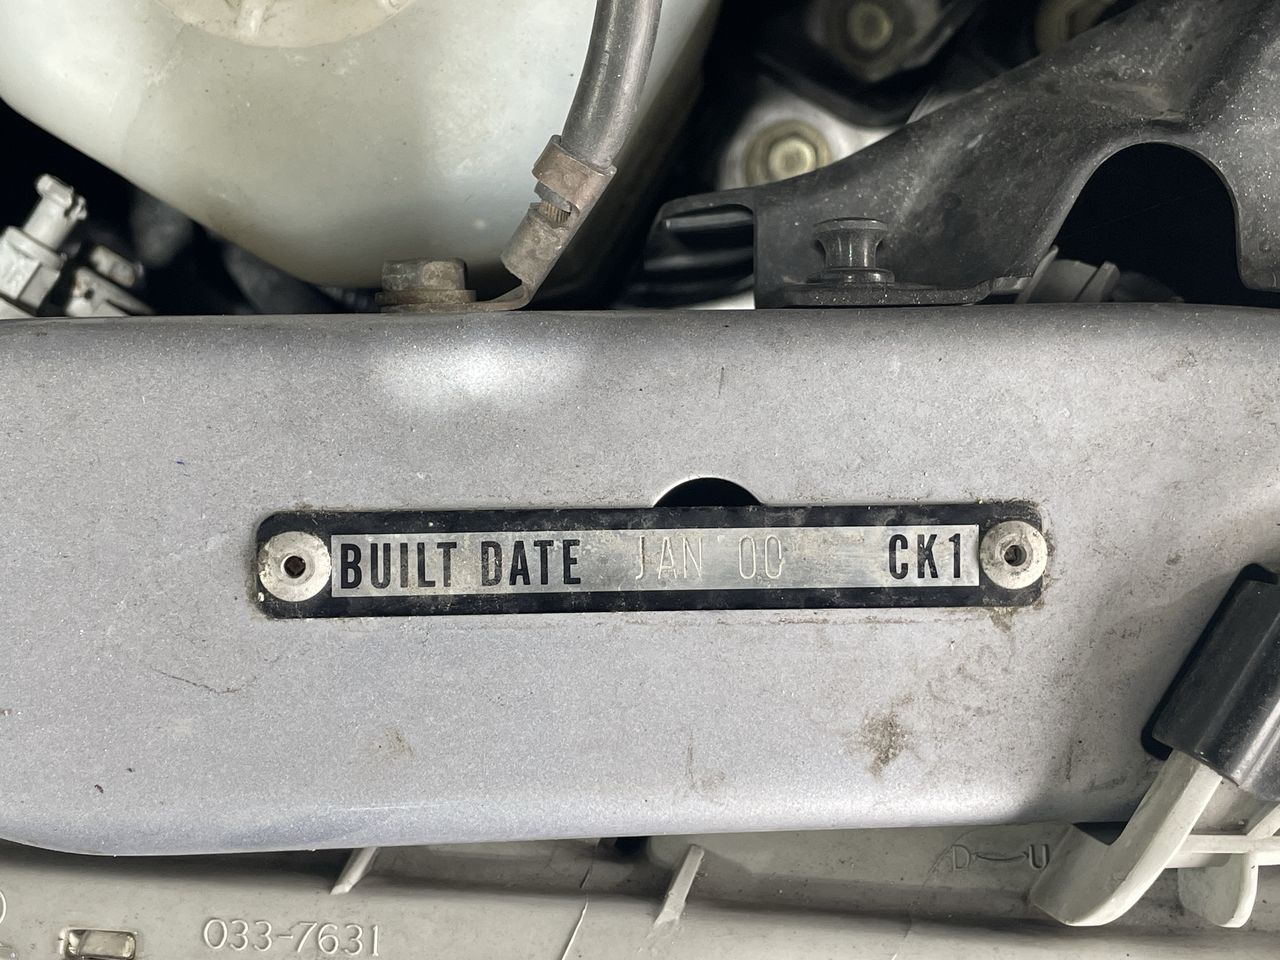 BUILT DATE JAN 00 CK1
D U
033-7631